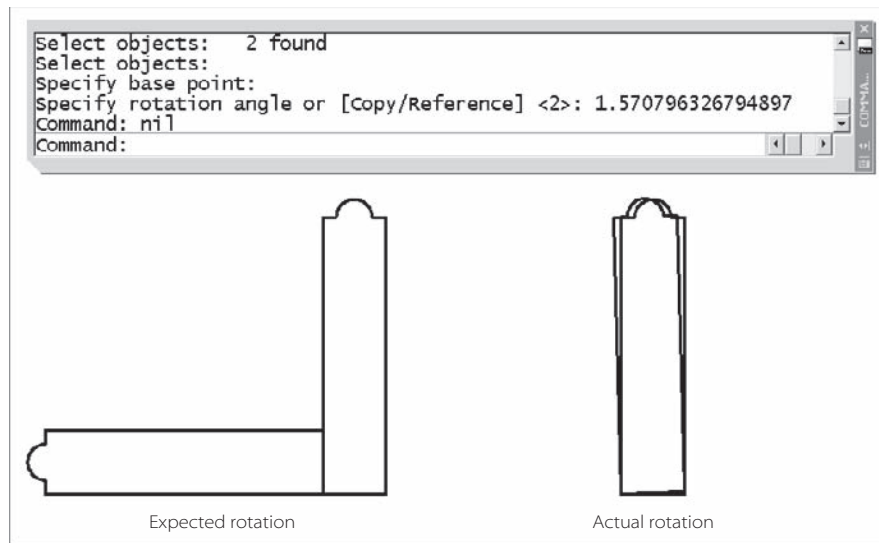 Select objects:   2 found
Select objects:
Specify base point:
Specify rotation angle or [Copy/Reference] <2>: 1.570796326794897
Command: nil
Command:
COMMA...
Expected rotation
Actual rotation